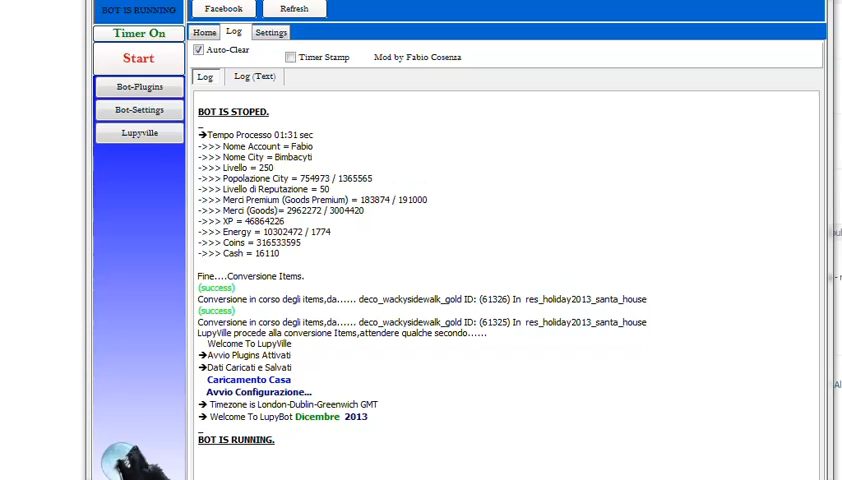 BOT IS RUNNING
Facebook
Refresh
Timer On
Home
Log
Settings
Start
Auto-Clear
Timer Stamp
Mod by Fabio Cosenza
Log
Log (Text)
Bot-Plugins
Bot-Settings
Lupyville
BOT IS STOPED.
Tempo Processo 01:31 sec
->>> Nome Account = Fabio
->>> Nome City = Bimbacyti
->>> Livello = 250
->>> Popolazione City = 754973 / 1365565
->>> Livello di Reputazione = 50
->>> Merci Premium (Goods Premium) = 183874 / 191000
->>> Merci (Goods)= 2962272 / 3004420
->>> XP = 46864226
->>> Energy = 10302472 / 1774
->>> Coins = 316533595
->>> Cash = 16110
Fine....Conversione Items.
(success)
Conversione in corso degli items,da...... deco_wackysidewalk_gold ID: (61326) In res_holiday2013_santa_house
(success)
Conversione in corso degli items,da...... deco_wackysidewalk_gold ID: (61325) In res_holiday2013_santa_house
LupyVille procede alla conversione Items,attendere qualche secondo......
Welcome To LupyVille
Avvio Plugins Attivati
Dati Caricati e Salvati
Caricamento Casa
Avvio Configurazione...
Timezone is London-Dublin-Greenwich GMT
Welcome To LupyBot Dicembre 2013
BOT IS RUNNING.